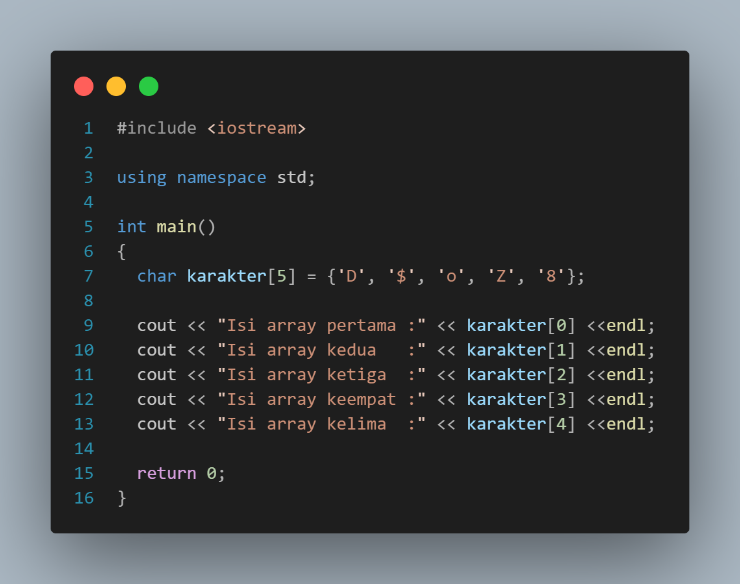 1 #include <iostream>
2
3 using namespace std;
4
5 int main()
6 {
7   char karakter[5] = {'D', '$', 'o', 'Z', '8'};
8
9   cout << "Isi array pertama :" << karakter[0] <<endl;
10   cout << "Isi array kedua   :" << karakter[1] <<endl;
11   cout << "Isi array ketiga  :" << karakter[2] <<endl;
12   cout << "Isi array keempat :" << karakter[3] <<endl;
13   cout << "Isi array kelima  :" << karakter[4] <<endl;
14
15   return 0;
16 }